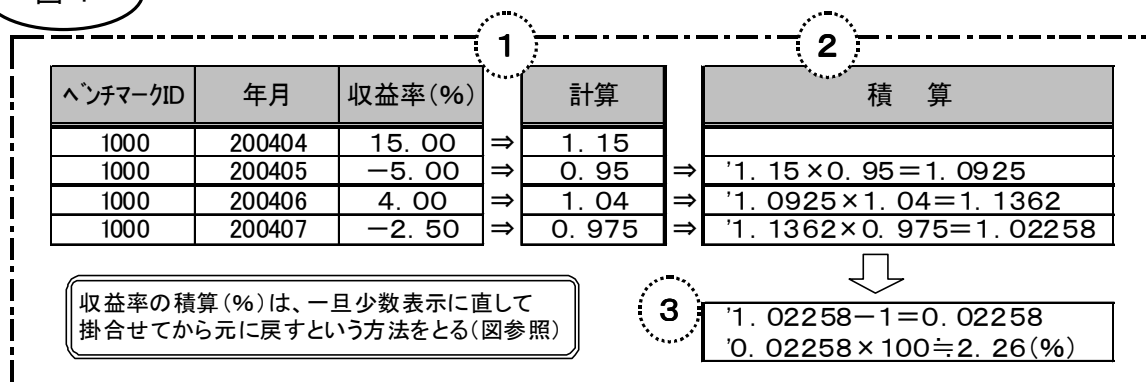 1
2
ベンチマークID 年月 収益率(%) 計算 積 算
1000 200404 15.00 ⇒ 1.15
1000 200405 −5.00 ⇒ 0.95 ⇒ '1.15×0.95=1.0925
1000 200406 4.00 ⇒ 1.04 ⇒ '1.0925×1.04=1.1362
1000 200407 −2.50 ⇒ 0.975 ⇒ '1.1362×0.975=1.02258
収益率の積算(%)は、一旦少数表示に直して
掛合せてから元に戻すという方法をとる(図参照)
3
'1.02258−1=0.02258
'0.02258×100≒2.26(%)